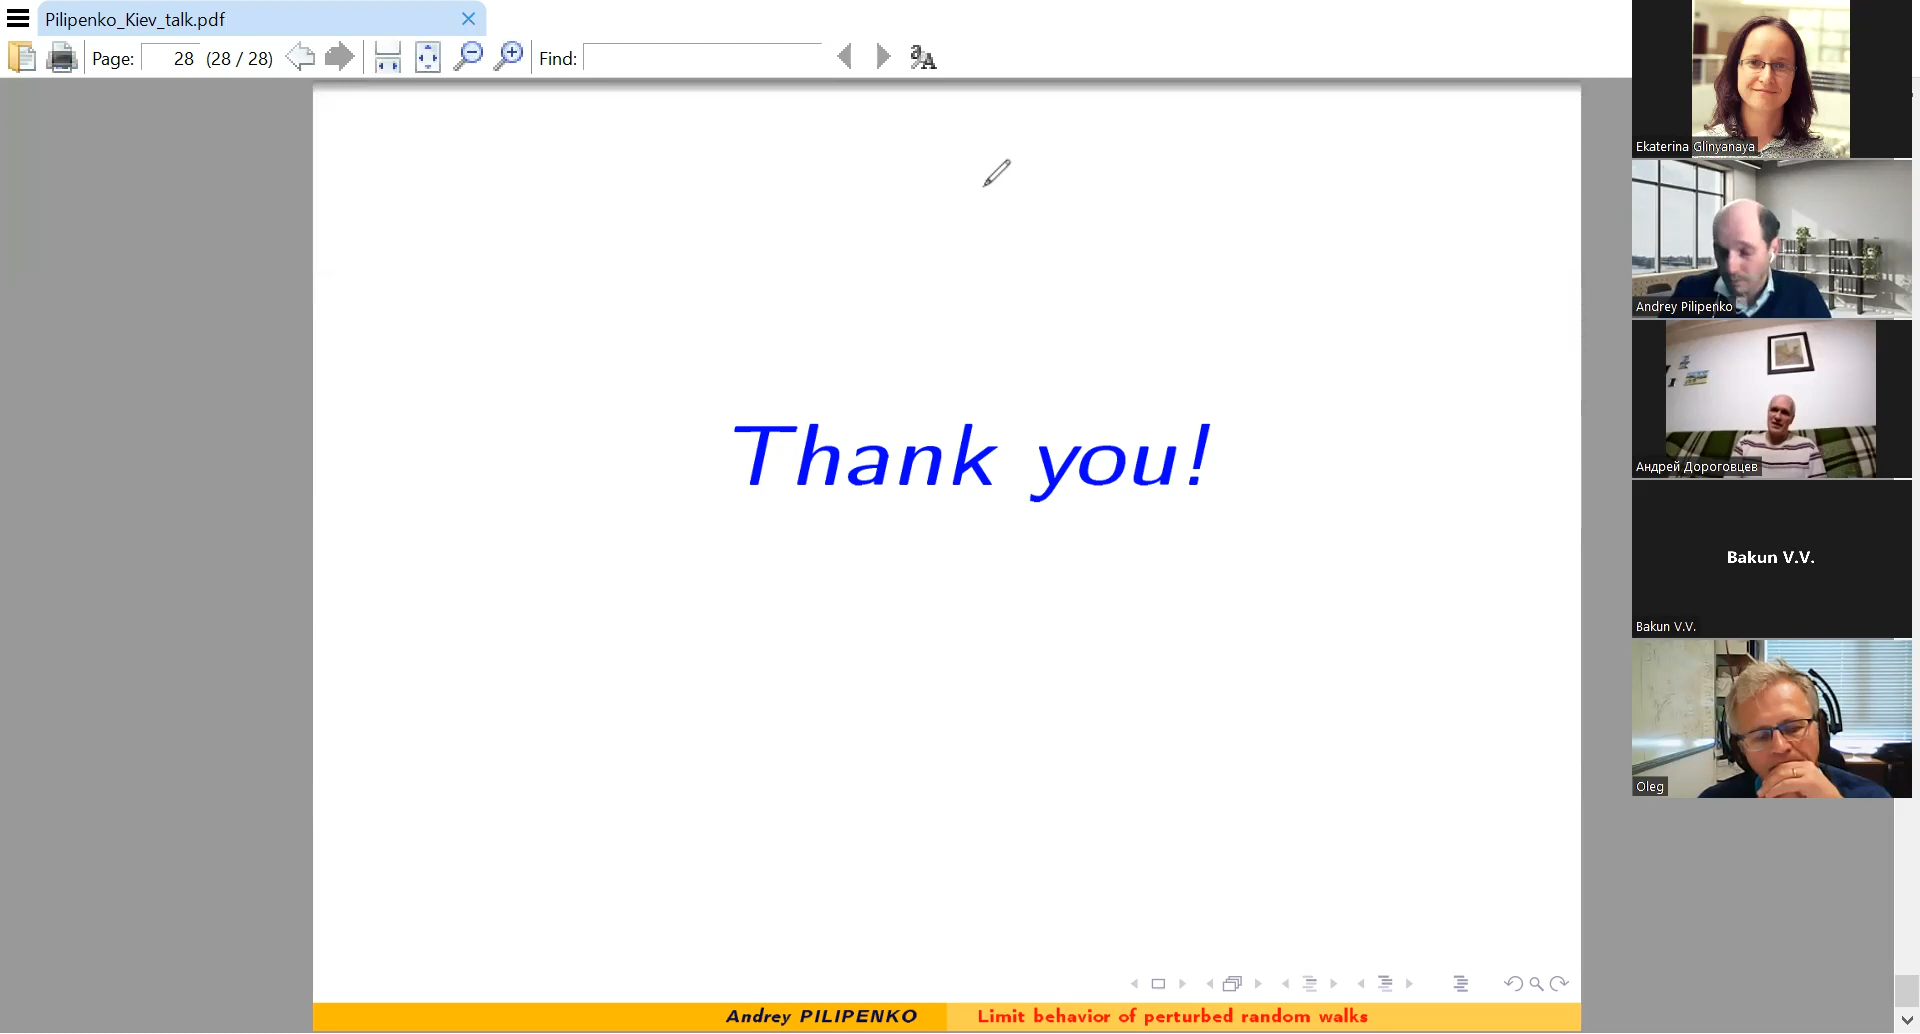 Pilipenko_Kiev_talk.pdf
Page: 28 (28 / 28) Find:
Thank you!
Andrey PILIPENKO Limit behavior of perturbed random walks
Ekaterina Glinyanaya
Andrey Pilipenko
Андрей Дороговцев
Bakun V.V.
Bakun V.V.
Oleg